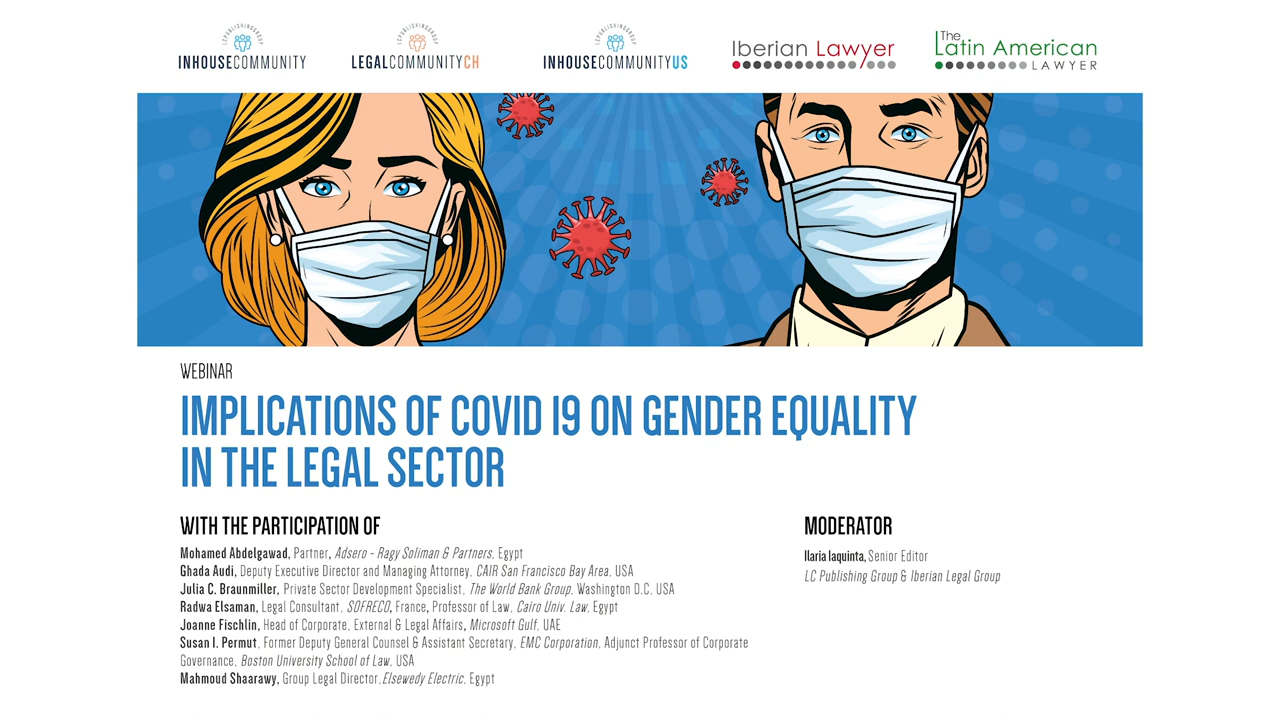 LCPUBLISHINGGROUP
INHOUSECOMMUNITY
LCPUBLISHINGGROUP
LEGALCOMMUNITYCH
LCPUBLISHINGGROUP
INHOUSECOMMUNITYUS
Iberian Lawyer
The
Latin American
LAWYER
WEBINAR
IMPLICATIONS OF COVID 19 ON GENDER EQUALITY
IN THE LEGAL SECTOR
WITH THE PARTICIPATION OF
Mohamed Abdelgawad, Partner, Adsero - Ragy Soliman & Partners, Egypt
Ghada Audi, Deputy Executive Director and Managing Attorney, CAIR San Francisco Bay Area, USA
Julia C. Braunmiller, Private Sector Development Specialist, The World Bank Group, Washington D.C. USA
Radwa Elsaman, Legal Consultant, SOFRECO, France, Professor of Law, Cairo Univ. Law, Egypt
Joanne Fischlin, Head of Corporate, External & Legal Affairs, Microsoft Gulf, UAE
Susan I. Permut, Former Deputy General Counsel & Assistant Secretary, EMC Corporation, Adjunct Professor of Corporate
Governance, Boston University School of Law, USA
Mahmoud Shaarawy, Group Legal Director, Elsewedy Electric, Egypt
MODERATOR
Ilaria Iaquinta, Senior Editor
LC Publishing Group & Iberian Legal Group